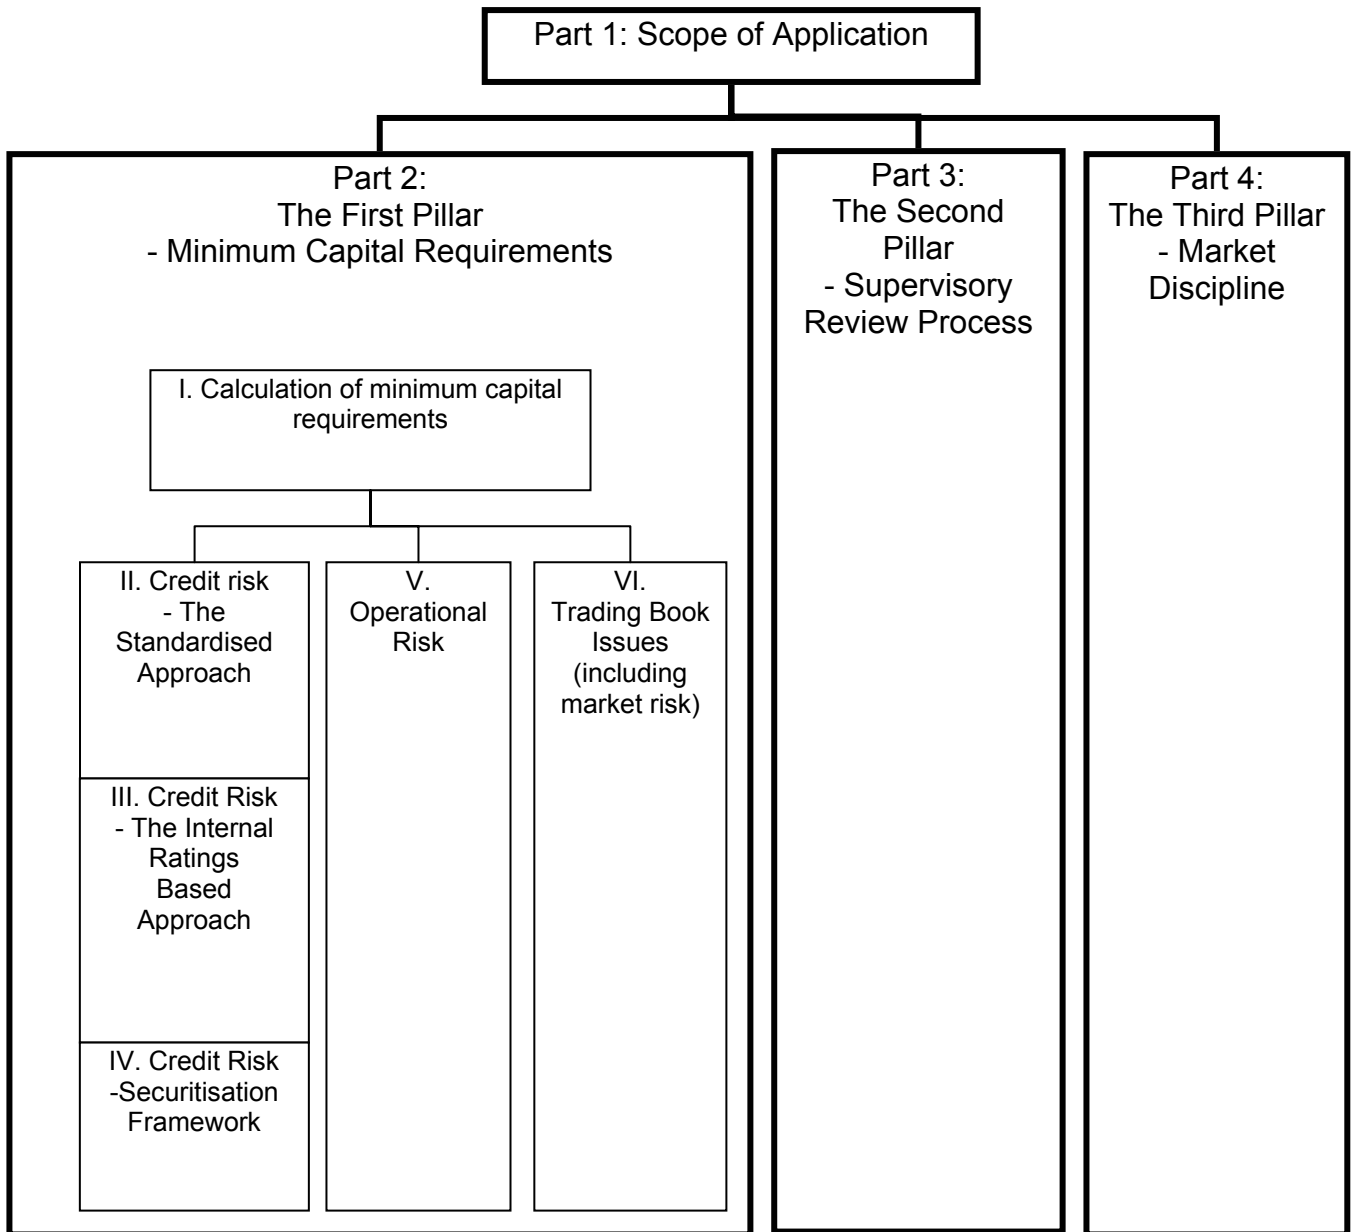 Part 1: Scope of Application
Part 2:
The First Pillar
- Minimum Capital Requirements
Part 3:
The Second
Pillar
- Supervisory
Review Process
Part 4:
The Third Pillar
- Market
Discipline
I. Calculation of minimum capital
requirements
II. Credit risk
- The
Standardised
Approach
III. Credit Risk
- The Internal
Ratings
Based
Approach
IV. Credit Risk
-Securitisation
Framework
V.
Operational
Risk
VI.
Trading Book
Issues
(including
market risk)